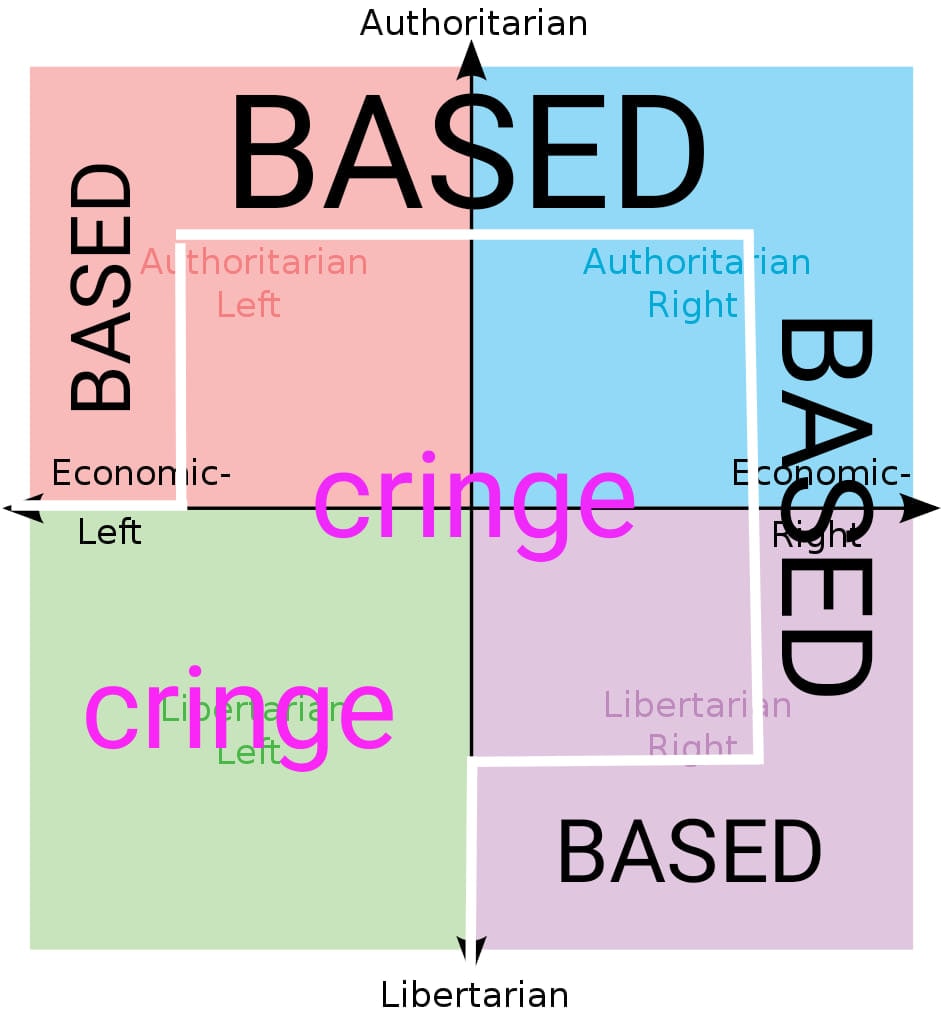 Authoritarian
BASED
BASED
Authoritarian
Left
Authoritarian
Right
BASED
Economic-
Left
cringe
Economic-
Right
cringe
Libertarian
Left
Libertarian
Right
BASED
Libertarian